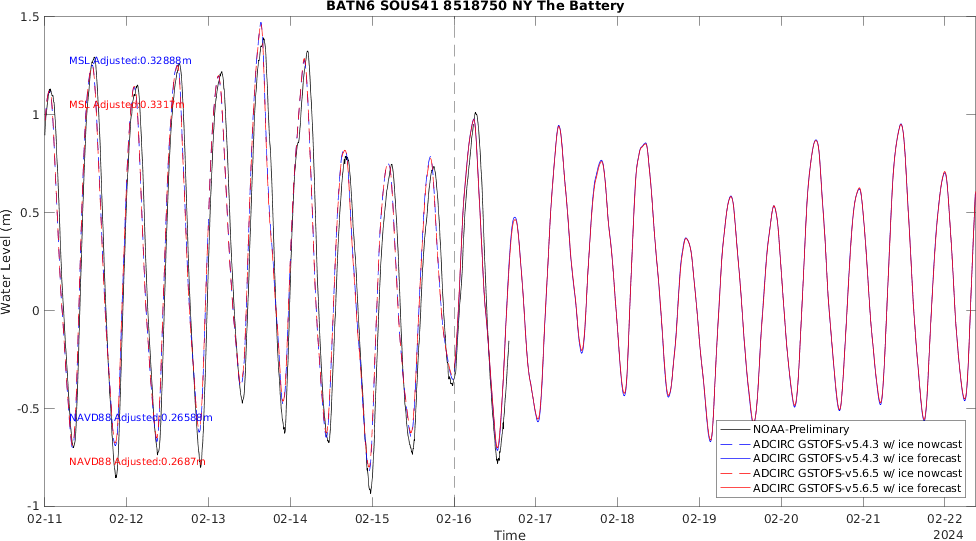 BATN6 SOUS41 8518750 NY The Battery
Water Level (m)
1.5
1
0.5
0
-0.5
-1
MSL Adjusted:0.32888m
MSL Adjusted:0.3317m
NAVD88 Adjusted:0.26588m
NAVD88 Adjusted:0.2687m
NOAA-Preliminary
ADCIRC GSTOFS-v5.4.3 w/ ice nowcast
ADCIRC GSTOFS-v5.4.3 w/ ice forecast
ADCIRC GSTOFS-v5.6.5 w/ ice nowcast
ADCIRC GSTOFS-v5.6.5 w/ ice forecast
02-11 02-12 02-13 02-14 02-15 02-16 02-17 02-18 02-19 02-20 02-21 02-22
2024
Time